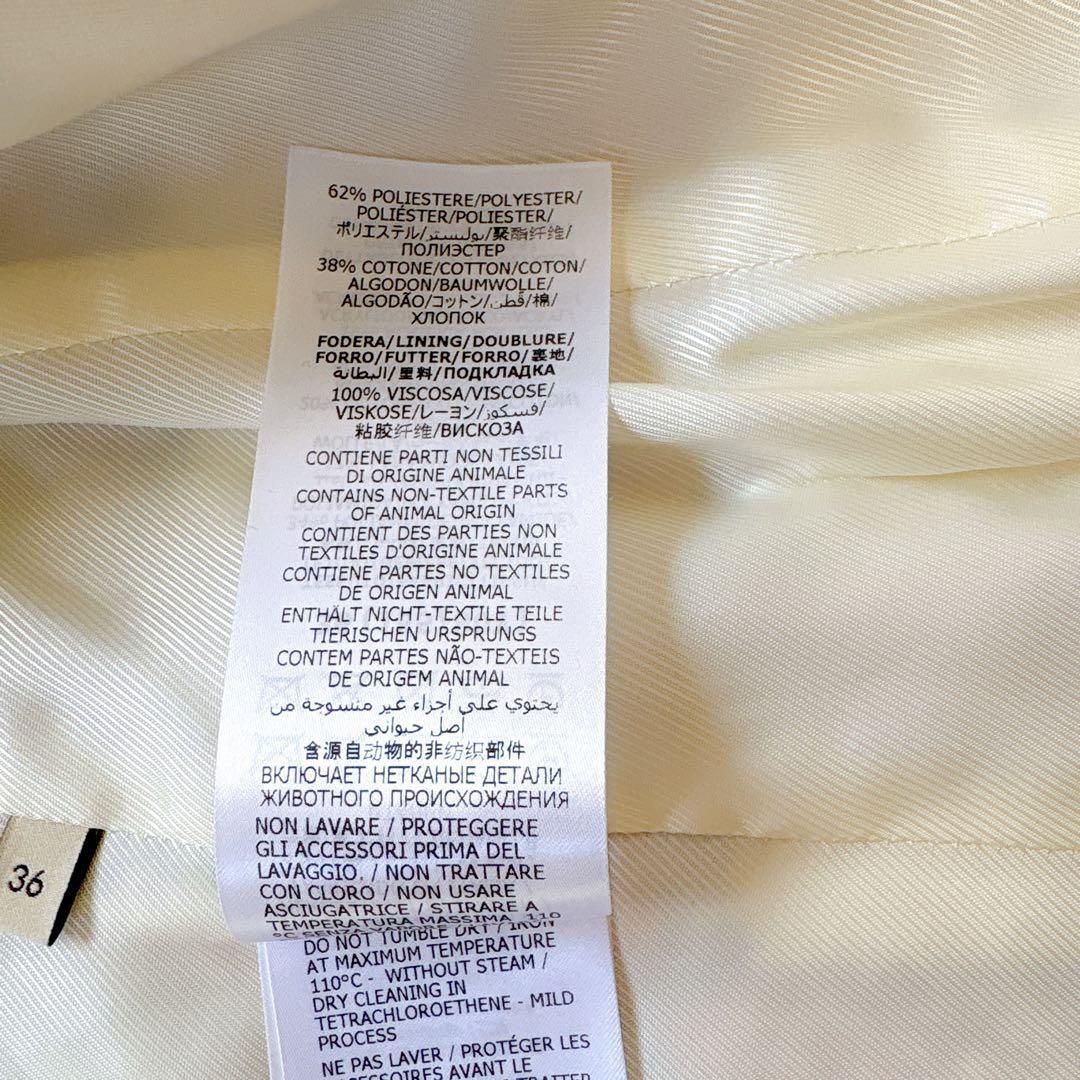 62% POLIESTERE/POLYESTER/
POLIÉSTER/POLIESTER/
ポリエステル/بوليستر/聚酯纤维/
ПОЛИЭСТЕР
38% COTONE/COTTON/COTON/
ALGODON/BAUMWOLLE/
ALGODÃO/コットン/قطن/棉/
ХЛОПОК
FODERA/LINING/DOUBLURE/
FORRO/FUTTER/FORRO/裏地/
البطانة/里料/ПОДКЛАДКА
100% VISCOSA/VISCOSE/
VISKOSE/レーヨン/فسكوز/
粘胶纤维/ВИСКОЗА
CONTIENE PARTI NON TESSILI
DI ORIGINE ANIMALE
CONTAINS NON-TEXTILE PARTS
OF ANIMAL ORIGIN
CONTIENT DES PARTIES NON
TEXTILES D'ORIGINE ANIMALE
CONTIENE PARTES NO TEXTILES
DE ORIGEN ANIMAL
ENTHÄLT NICHT-TEXTILE TEILE
TIERISCHEN URSPRUNGS
CONTEM PARTES NÃO-TEXTEIS
DE ORIGEM ANIMAL
يحتوي على أجزاء غير منسوجة من
أصل حيواني
含源自动物的非纺织部件
ВКЛЮЧАЕТ НЕТКАНЫЕ ДЕТАЛИ
ЖИВОТНОГО ПРОИСХОЖДЕНИЯ
NON LAVARE / PROTEGGERE
GLI ACCESSORI PRIMA DEL
LAVAGGIO. / NON TRATTARE
CON CLORO / NON USARE
ASCIUGATRICE / STIRARE A
TEMPERATURA MASSIMA 110
°C SENZA
DO NOT TUMBLE DRY / IRON
AT MAXIMUM TEMPERATURE
110°C - WITHOUT STEAM /
DRY CLEANING IN
TETRACHLOROETHENE - MILD
PROCESS
NE PAS LAVER / PROTÉGER LES
ACCESSOIRES AVANT LE
36